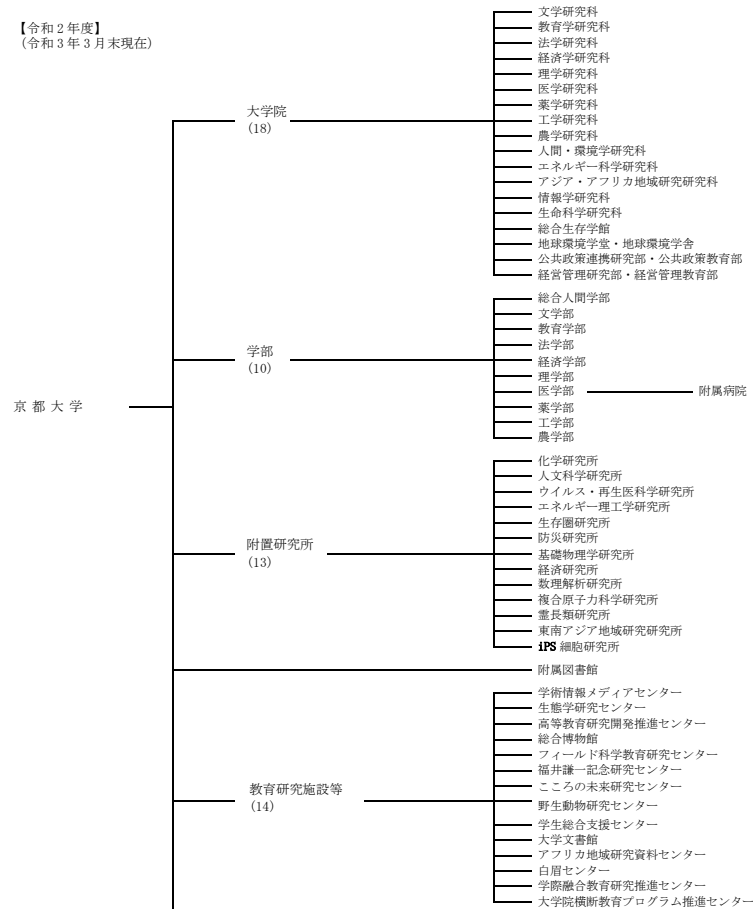 【令和2年度】
(令和3年3月末現在)
京都大学
大学院
(18)
文学研究科
教育学研究科
法学研究科
経済学研究科
理学研究科
医学研究科
薬学研究科
工学研究科
農学研究科
人間・環境学研究科
エネルギー科学研究科
アジア・アフリカ地域研究研究科
情報学研究科
生命科学研究科
総合生存学館
地球環境学堂・地球環境学舎
公共政策連携研究部・公共政策教育部
経営管理研究部・経営管理教育部
学部
(10)
総合人間学部
文学部
教育学部
法学部
経済学部
理学部
医学部
附属病院
薬学部
工学部
農学部
附置研究所
(13)
化学研究所
人文科学研究所
ウイルス・再生医科学研究所
エネルギー理工学研究所
生存圏研究所
防災研究所
基礎物理学研究所
経済研究所
数理解析研究所
複合原子力科学研究所
霊長類研究所
東南アジア地域研究研究所
iPS 細胞研究所
附属図書館
教育研究施設等
(14)
学術情報メディアセンター
生態学研究センター
高等教育研究開発推進センター
総合博物館
フィールド科学教育研究センター
福井謙一記念研究センター
こころの未来研究センター
野生動物研究センター
学生総合支援センター
大学文書館
アフリカ地域研究資料センター
白眉センター
学際融合教育研究推進センター
大学院横断教育プログラム推進センター